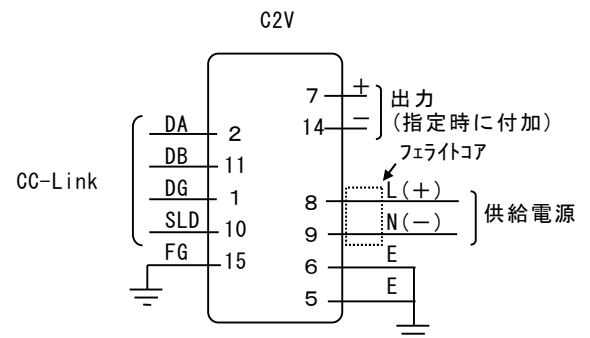 C2V
7 +
出力
14 −
(指定時に付加)
DA 2
フェライトコア
DB 11
CC-Link
DG 1
8 L(+)
供給電源
SLD 10
9 N(−)
FG 15
6 E
5 E